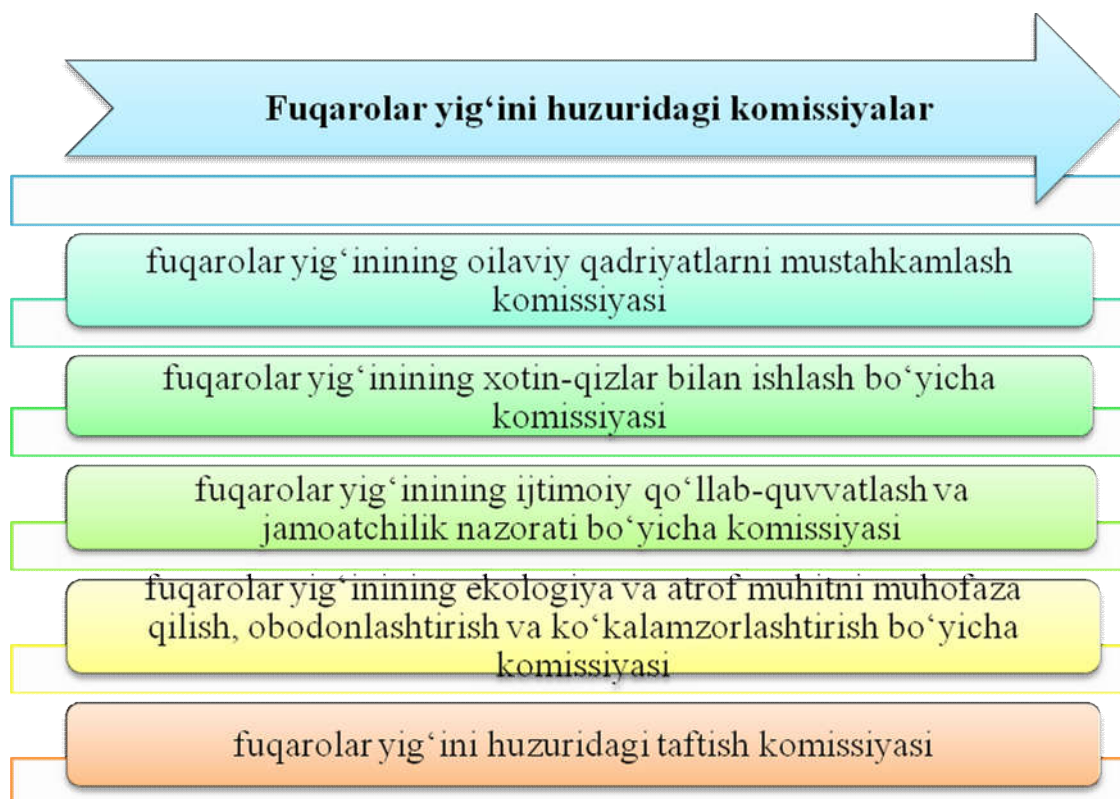 Fuqarolar yig‘ini huzuridagi komissiyalar
fuqarolar yig‘inining oilaviy qadriyatlarni mustahkamlash
komissiyasi
fuqarolar yig‘inining xotin-qizlar bilan ishlash bo‘yicha
komissiyasi
fuqarolar yig‘inining ijtimoiy qo‘llab-quvvatlash va
jamoatchilik nazorati bo‘yicha komissiyasi
fuqarolar yig‘inining ekologiya va atrof muhitni muhofaza
qilish, obodonlashtirish va ko‘kalamzorlashtirish bo‘yicha
komissiyasi
fuqarolar yig‘ini huzuridagi taftish komissiyasi